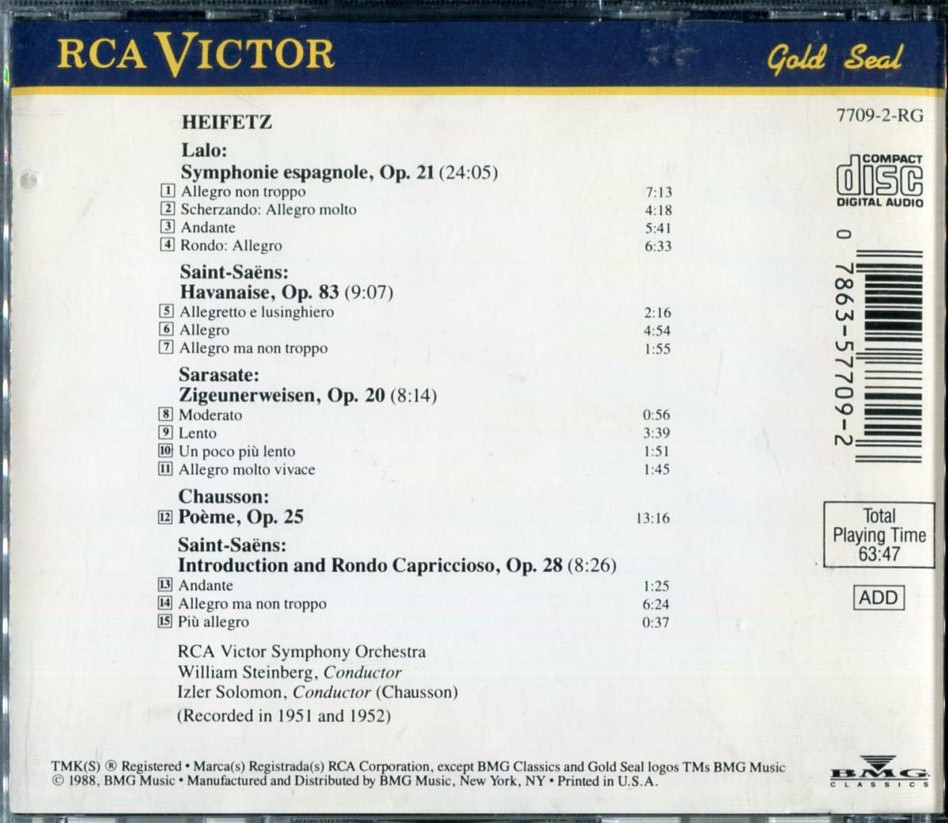 RCA VICTOR
Gold Seal
7709-2-RG
COMPACT
disc
DIGITAL AUDIO
0 7863-57709-2
HEIFETZ
Lalo:
Symphonie espagnole, Op. 21 (24:05)
1 Allegro non troppo 7:13
2 Scherzando: Allegro molto 4:18
3 Andante 5:41
4 Rondo: Allegro 6:33
Saint-Saëns:
Havanaise, Op. 83 (9:07)
5 Allegretto e lusinghiero 2:16
6 Allegro 4:54
7 Allegro ma non troppo 1:55
Sarasate:
Zigeunerweisen, Op. 20 (8:14)
8 Moderato 0:56
9 Lento 3:39
10 Un poco più lento 1:51
11 Allegro molto vivace 1:45
Chausson:
12 Poème, Op. 25 13:16
Saint-Saëns:
Introduction and Rondo Capriccioso, Op. 28 (8:26)
13 Andante 1:25
14 Allegro ma non troppo 6:24
15 Più allegro 0:37
RCA Victor Symphony Orchestra
William Steinberg, Conductor
Izler Solomon, Conductor (Chausson)
(Recorded in 1951 and 1952)
Total
Playing Time
63:47
ADD
TMK(S) ® Registered • Marca(s) Registrada(s) RCA Corporation, except BMG Classics and Gold Seal logos TMs BMG Music
© 1988, BMG Music • Manufactured and Distributed by BMG Music, New York, NY • Printed in U.S.A.
BMG
CLASSICS